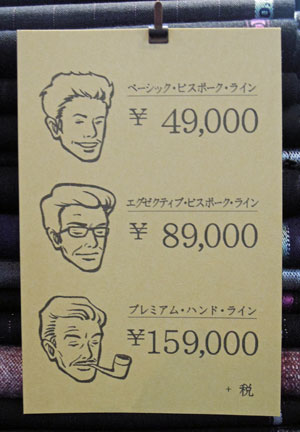 ベーシック・ビスポーク・ライン
¥ 49,000
エグゼクティブ・ビスポーク・ライン
¥ 89,000
プレミアム・ハンド・ライン
¥159,000
+ 税